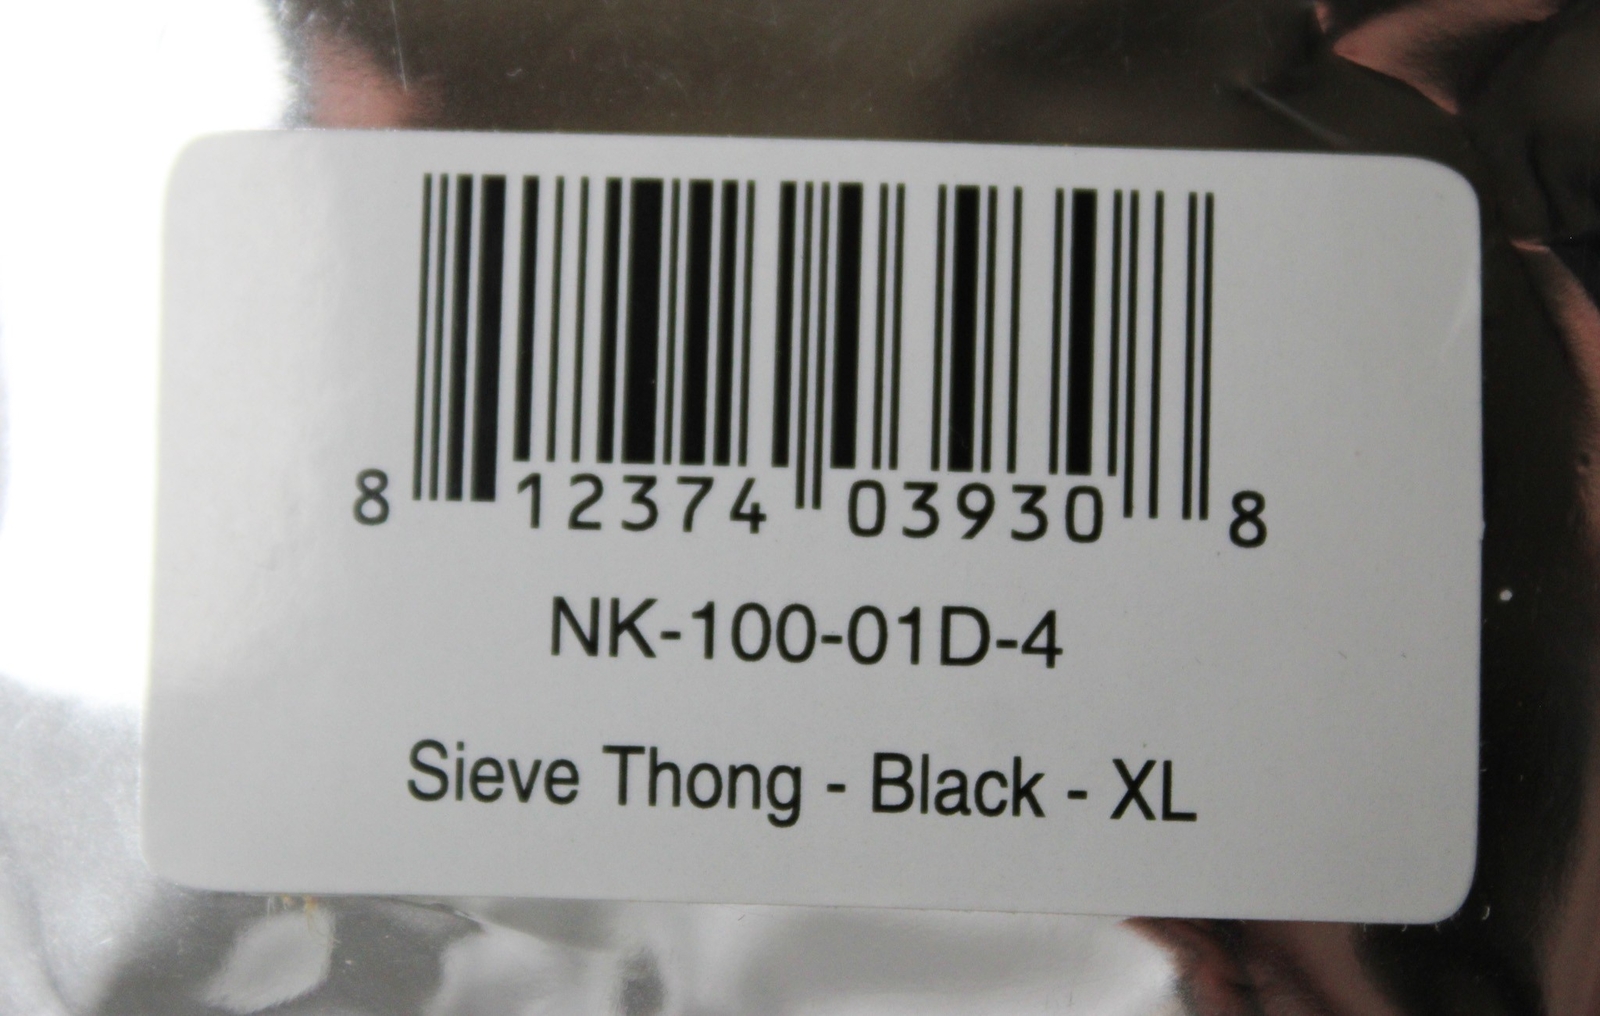 8 12374 03930 8
NK-100-01D-4
Sieve Thong - Black - XL